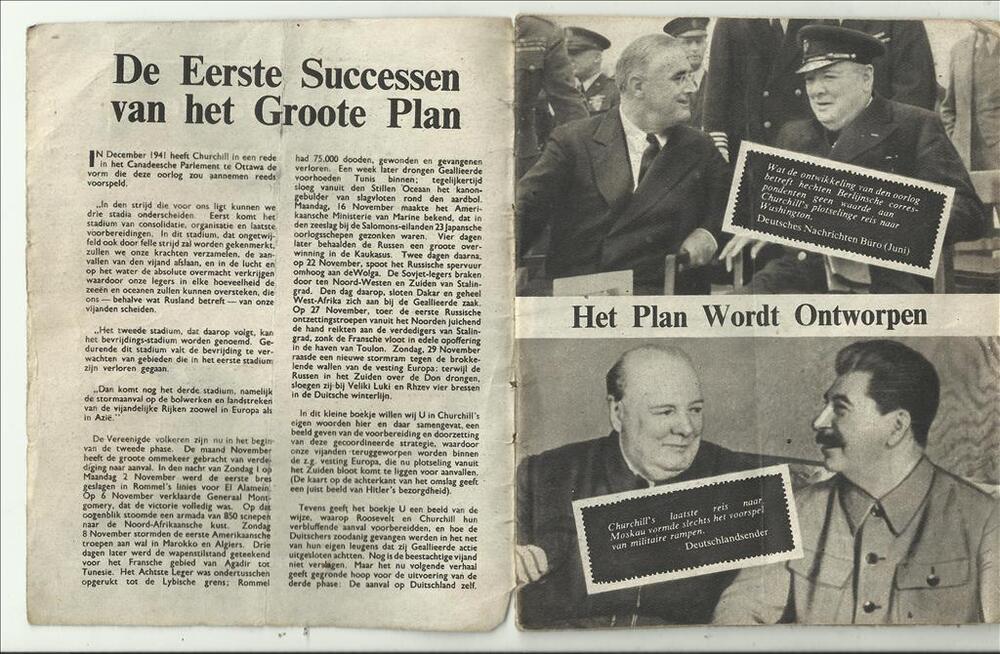 De Eerste Successen
van het Groote Plan
IN December 1941 heeft Churchill in een rede
in het Canadeesche Parlement te Ottawa de
vorm die deze oorlog zou aannemen reeds
voorspeld.
„In den strijd die voor ons ligt kunnen we
drie stadia onderscheiden. Eerst komt het
stadium van consolidatie, organisatie en laatste
voorbereidingen. In dit stadium, dat ongetwij-
feld ook door felle strijd zal worden gekenmerkt,
zullen we onze krachten verzamelen, de aan-
vallen van den vijand afslaan, en in de lucht en
op het water de absolute overmacht verkrijgen
waardoor onze legers in elke hoeveelheid de
zeeën en oceanen zullen kunnen oversteken, die
ons — behalve wat Rusland betreft — van onze
vijanden scheiden.
„Het tweede stadium, dat daarop volgt, kan
het bevrijdings-stadium worden genoemd. Ge-
durende dit stadium valt de bevrijding te ver-
wachten van gebieden die in het eerste stadium
zijn verloren gegaan.
„Dan komt nog het derde stadium, namelijk
de stormaanval op de bolwerken en landstreken
van de vijandelijke Rijken zoowel in Europa als
in Azië.”
De Vereenigde volkeren zijn nu in het begin
van de tweede phase. De maand November
heeft de groote ommekeer gebracht van verde-
diging naar aanval. In den nacht van Zondag 1 op
Maandag 2 November werd de eerste bres
geslagen in Rommel's linies voor El Alamein.
Op 6 November verklaarde Generaal Mont-
gomery, dat de victorie volledig was. Op dat
oogenblik stoomde een armada van 850 schepen
naar de Noord-Afrikaansche kust. Zondag
8 November stormden de eerste Amerikaansche
troepen aan wal in Marokko en Algiers. Drie
dagen later werd de wapenstilstand geteekend
voor het Fransche gebied van Agadir tot
Tunesie. Het Achtste Leger was ondertusschen
opgerukt tot de Lybische grens; Rommel
had 75.000 dooden, gewonden en gevangenen
verloren. Een week later drongen Geallieerde
voorhoeden Tunis binnen; tegelijkertijd
sloeg vanuit den Stillen Oceaan het kanon-
gebulder van slagvloten rond den aardbol.
Maandag, 16 November maakte het Ameri-
kaansche Ministerie van Marine bekend, dat in
den zeeslag bij de Salomons-eilanden 23 Japansche
oorlogsschepen gezonken waren. Vier dagen
later behaalden de Russen een groote over-
winning in de Kaukasus. Twee dagen daarna,
op 22 November, spoot het Russische spervuur
omhoog aan deWolga. De Sovjet-legers braken
door ten Noord-Westen en Zuiden van Stalin-
grad. Den dag daarop, sloten Dakar en geheel
West-Afrika zich aan bij de Geallieerde zaak.
Op 27 November, toen de eerste Russische
ontzettingstroepen vanuit het Noorden juichend
de hand reikten aan de verdedigers van Stalin-
grad, zonk de Fransche vloot in edele opoffering
in de haven van Toulon. Zondag, 29 November
raasde een nieuwe stormram tegen de brokke-
lende wallen van de vesting Europa: terwijl de
Russen in het Zuiden over de Don drongen,
sloegen zij bij Veliki Luki en Rhzev vier bressen
in de Duitsche winterlijn.
In dit kleine boekje willen wij U in Churchill's
eigen woorden hier en daar samengevat, een
beeld geven van de voorbereiding en doorzetting
van deze gecoordineerde strategie, waardoor
onze vijanden teruggeworpen worden binnen
de z.g. vesting Europa, die nu plotseling vanuit
het Zuiden bloot komt te liggen voor aanvallen.
(De kaart op de achterkant van het omslag geeft
een juist beeld van Hitler's bezorgdheid).
Tevens geeft het boekje U een beeld van de
wijze, waarop Roosevelt en Churchill hun
verbluffende aanval voorbereidden, en hoe de
Duitschers zoodanig gevangen werden in het net
van hun eigen leugens dat zij Geallieerde actie
uitgesloten achtten. Nog is de beestachtige vijand
niet verslagen. Maar het nu volgende verhaal
geeft gegronde hoop voor de uitvoering van de
derde phase: De aanval op Duitschland zelf.
Wat de ontwikkeling van den oorlog
betreft hechten Berlijnsche corres-
pondenten geen waarde aan
Churchill's plotselinge reis naar
Washington.
Deutsches Nachrichten Büro (Juni)
Het Plan Wordt Ontworpen
Churchill's laatste reis naar
Moskau vormde slechts het voorspel
van militaire rampen.
Deutschlandsender